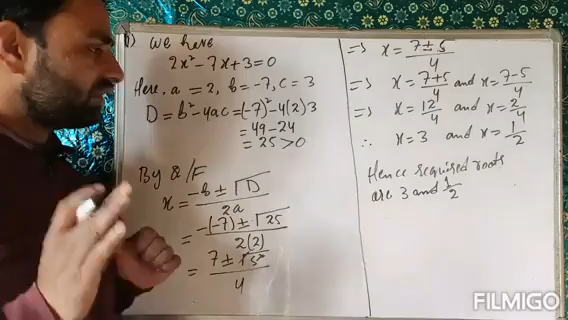 1) We have
2x² - 7x + 3 = 0
Here, a = 2, b = -7, c = 3
D = b² - 4ac = (-7)² - 4(2)3
= 49 - 24
= 25 > 0
By Q/F
x = (-b ± √D)/2a
= (-(-7) ± √25)/2(2)
= (7 ± 5)/4
=> x = (7 ± 5)/4
=> x = (7+5)/4 and x = (7-5)/4
=> x = 12/4 and x = 2/4
∴ x = 3 and x = 1/2
Hence required roots
are 3 and 1/2
FILMIGO